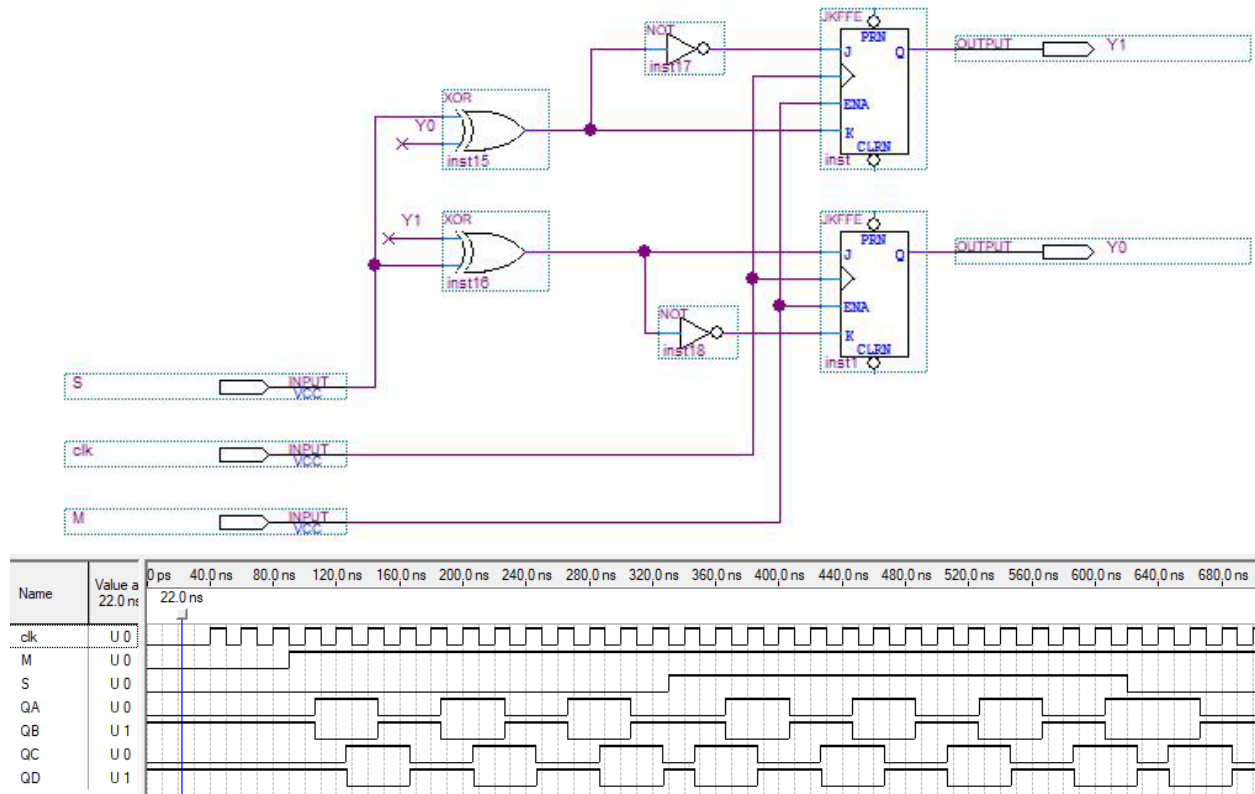 JKFFE
NOT
PRN
J Q
OUTPUT Y1
inst17
XOR
ENA
Y0
K
CLRN
inst15
inst
Y1 XOR
JKFFE
PRN
J Q
OUTPUT Y0
inst16
NOT
ENA
K
CLRN
inst18
inst1
S INPUT
VCC
clk INPUT
VCC
M INPUT
VCC
Name Value a
22.0 n
0 ps 40.0 ns 80.0 ns 120.0 ns 160.0 ns 200.0 ns 240.0 ns 280.0 ns 320.0 ns 360.0 ns 400.0 ns 440.0 ns 480.0 ns 520.0 ns 560.0 ns 600.0 ns 640.0 ns 680.0 ns
22.0 ns
clk U 0
M U 0
S U 0
QA U 0
QB U 1
QC U 0
QD U 1